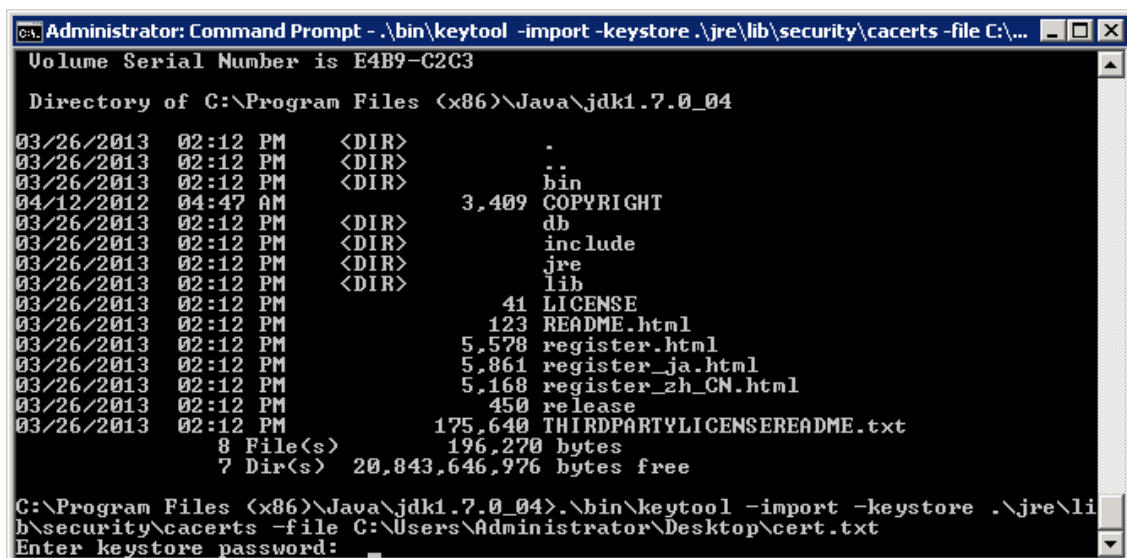 Administrator: Command Prompt - .\bin\keytool -import -keystore .\jre\lib\security\cacerts -file C:\...
Volume Serial Number is E4B9-C2C3
Directory of C:\Program Files (x86)\Java\jdk1.7.0_04
03/26/2013 02:12 PM <DIR> .
03/26/2013 02:12 PM <DIR> ..
03/26/2013 02:12 PM <DIR> bin
04/12/2012 04:47 AM 3,409 COPYRIGHT
03/26/2013 02:12 PM <DIR> db
03/26/2013 02:12 PM <DIR> include
03/26/2013 02:12 PM <DIR> jre
03/26/2013 02:12 PM <DIR> lib
03/26/2013 02:12 PM 41 LICENSE
03/26/2013 02:12 PM 123 README.html
03/26/2013 02:12 PM 5,578 register.html
03/26/2013 02:12 PM 5,861 register_ja.html
03/26/2013 02:12 PM 5,168 register_zh_CN.html
03/26/2013 02:12 PM 450 release
03/26/2013 02:12 PM 175,640 THIRDPARTYLICENSEREADME.txt
8 File(s) 196,270 bytes
7 Dir(s) 20,843,646,976 bytes free
C:\Program Files (x86)\Java\jdk1.7.0_04>.\bin\keytool -import -keystore .\jre\li
b\security\cacerts -file C:\Users\Administrator\Desktop\cert.txt
Enter keystore password: _